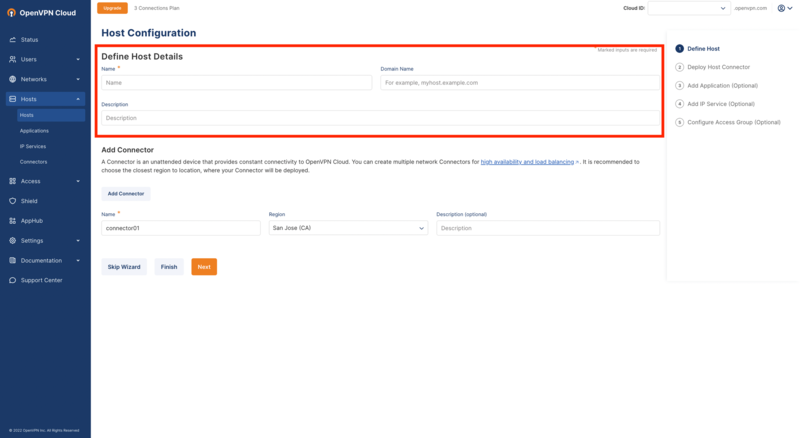 OpenVPN Cloud
Upgrade
3 Connections Plan
Cloud ID:
openvpn.com
Status
Users
Networks
Hosts
Hosts
Applications
IP Services
Connectors
Access
Shield
AppHub
Settings
Documentation
Support Center
© 2022 OpenVPN Inc. All Rights Reserved
Host Configuration
* Marked inputs are required
Define Host Details
Name *
Name
Domain Name
For example, myhost.example.com
Description
Description
Add Connector
A Connector is an unattended device that provides constant connectivity to OpenVPN Cloud. You can create multiple network Connectors for high availability and load balancing >. It is recommended to
choose the closest region to location, where your Connector will be deployed.
Add Connector
Name *
connector01
Region
San Jose (CA)
Description (optional)
Description
Skip Wizard
Finish
Next
1 Define Host
2 Deploy Host Connector
3 Add Application (Optional)
4 Add IP Service (Optional)
5 Configure Access Group (Optional)